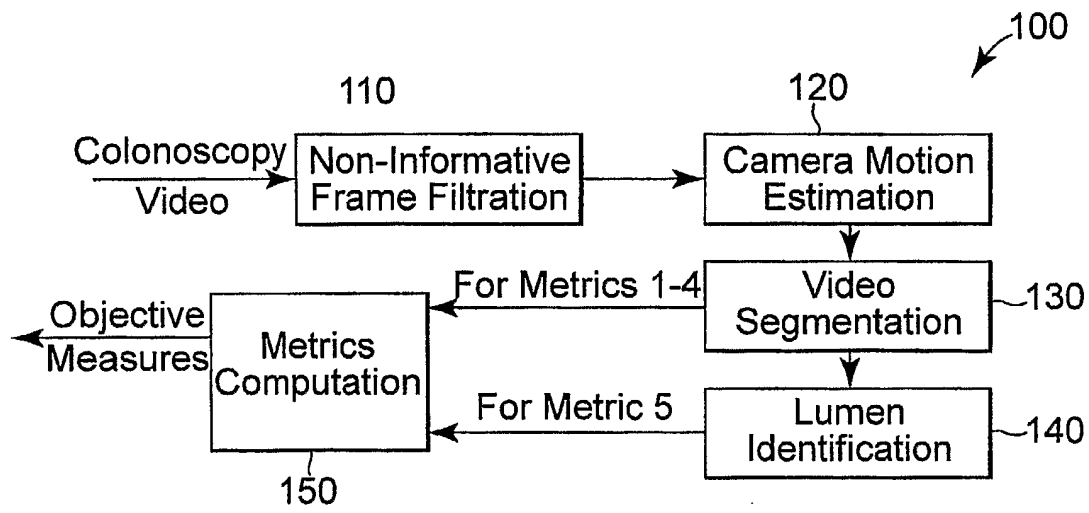 100
110
120
Colonoscopy
Video
Non-Informative
Frame Filtration
Camera Motion
Estimation
For Metrics 1-4
Video
Segmentation
130
Objective
Measures
Metrics
Computation
For Metric 5
Lumen
Identification
140
150